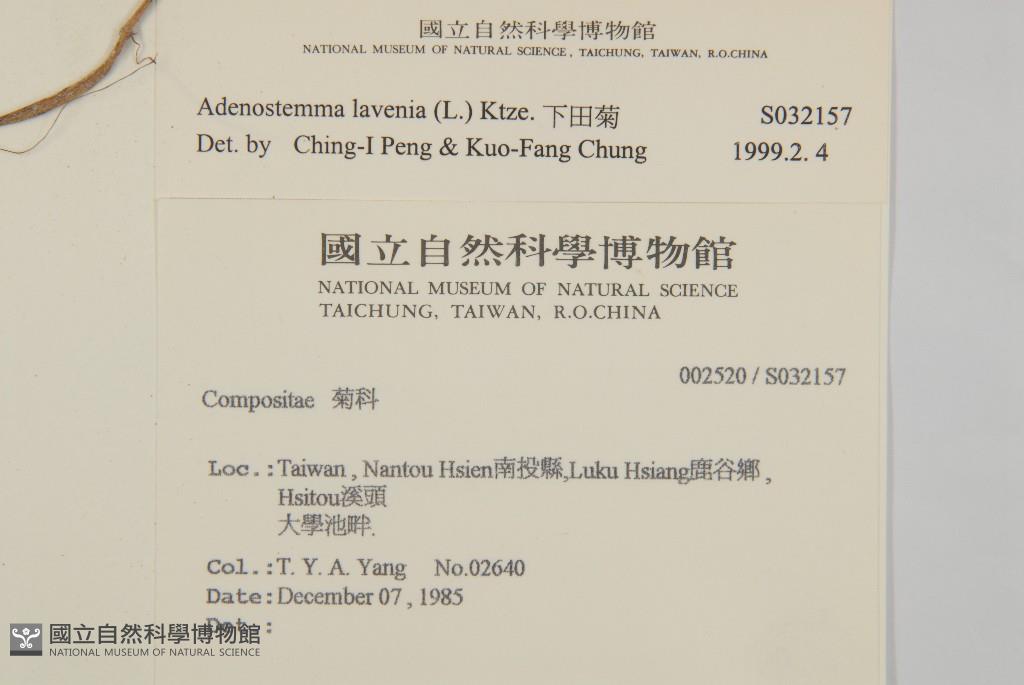 國立自然科學博物館
NATIONAL MUSEUM OF NATURAL SCIENCE, TAICHUNG, TAIWAN, R.O.CHINA
Adenostemma lavenia (L.) Ktze. 下田菊 S032157
Det. by Ching-I Peng & Kuo-Fang Chung 1999.2. 4
國立自然科學博物館
NATIONAL MUSEUM OF NATURAL SCIENCE
TAICHUNG, TAIWAN, R.O.CHINA
002520 / S032157
Compositae 菊科
Loc.:Taiwan , Nantou Hsien南投縣,Luku Hsiang鹿谷鄉 ,
Hsitou溪頭
大學池畔.
Col.:T. Y. A. Yang No.02640
Date:December 07 , 1985
Det.:
國立自然科學博物館
NATIONAL MUSEUM OF NATURAL SCIENCE